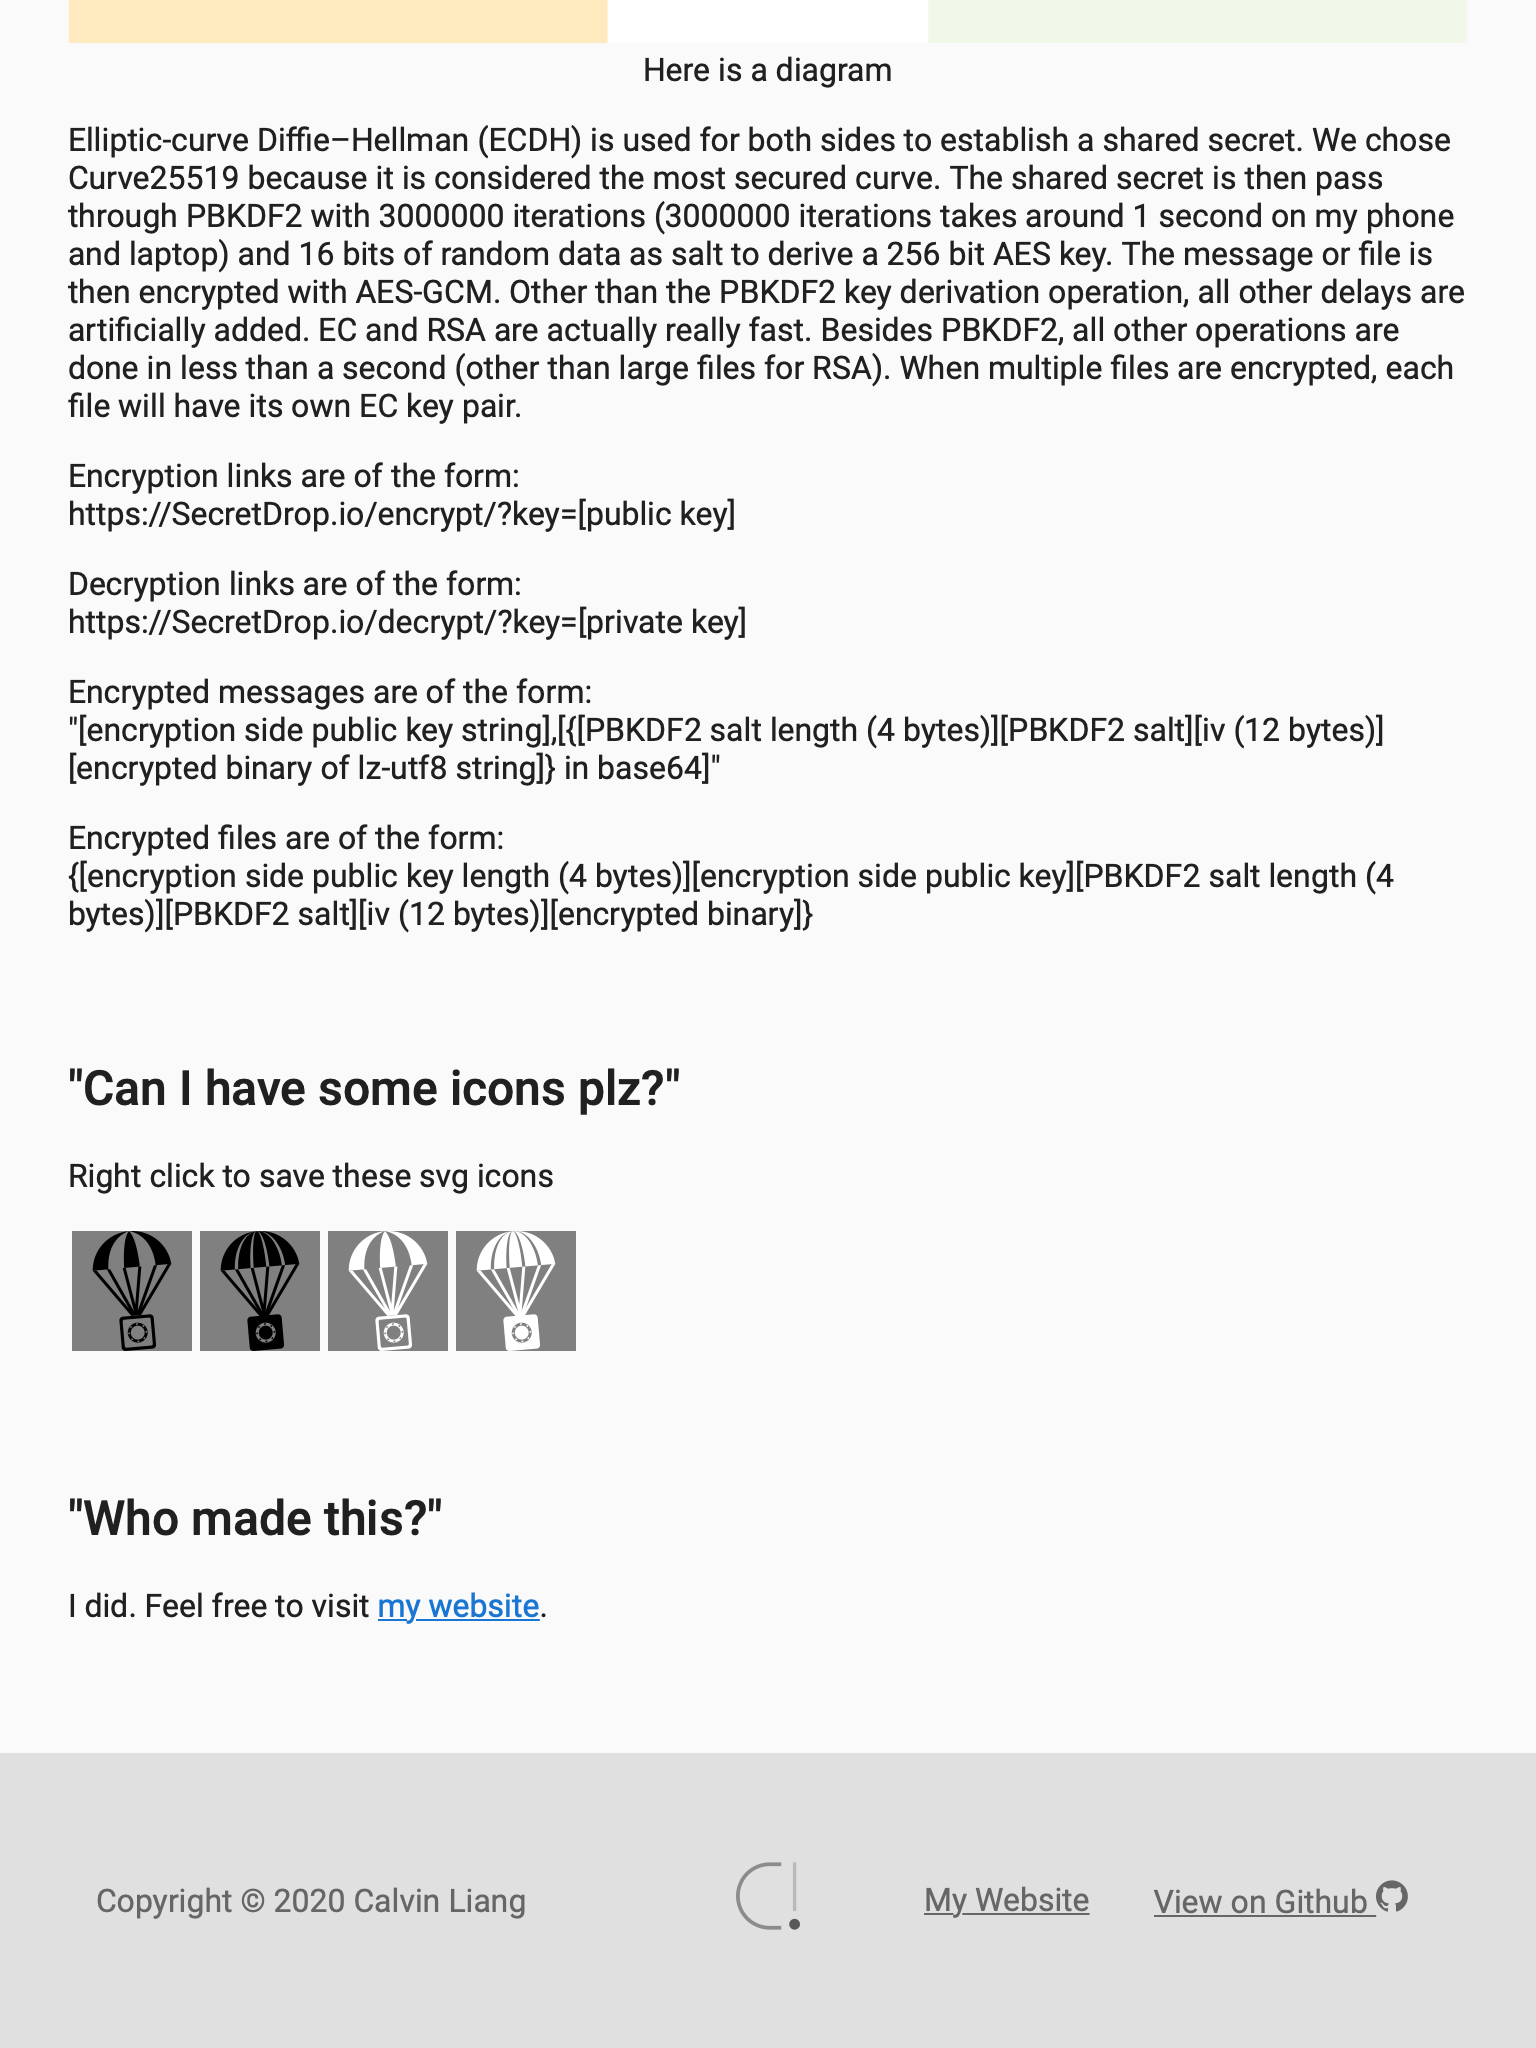 Here is a diagram
Elliptic-curve Diffie–Hellman (ECDH) is used for both sides to establish a shared secret. We chose
Curve25519 because it is considered the most secured curve. The shared secret is then pass
through PBKDF2 with 3000000 iterations (3000000 iterations takes around 1 second on my phone
and laptop) and 16 bits of random data as salt to derive a 256 bit AES key. The message or file is
then encrypted with AES-GCM. Other than the PBKDF2 key derivation operation, all other delays are
artificially added. EC and RSA are actually really fast. Besides PBKDF2, all other operations are
done in less than a second (other than large files for RSA). When multiple files are encrypted, each
file will have its own EC key pair.
Encryption links are of the form:
https://SecretDrop.io/encrypt/?key=[public key]
Decryption links are of the form:
https://SecretDrop.io/decrypt/?key=[private key]
Encrypted messages are of the form:
"[encryption side public key string],[{[PBKDF2 salt length (4 bytes)][PBKDF2 salt][iv (12 bytes)]
[encrypted binary of lz-utf8 string]} in base64]"
Encrypted files are of the form:
{[encryption side public key length (4 bytes)][encryption side public key][PBKDF2 salt length (4
bytes)][PBKDF2 salt][iv (12 bytes)][encrypted binary]}
"Can I have some icons plz?"
Right click to save these svg icons
"Who made this?"
I did. Feel free to visit my website.
Copyright © 2020 Calvin Liang
C!
My Website
View on Github